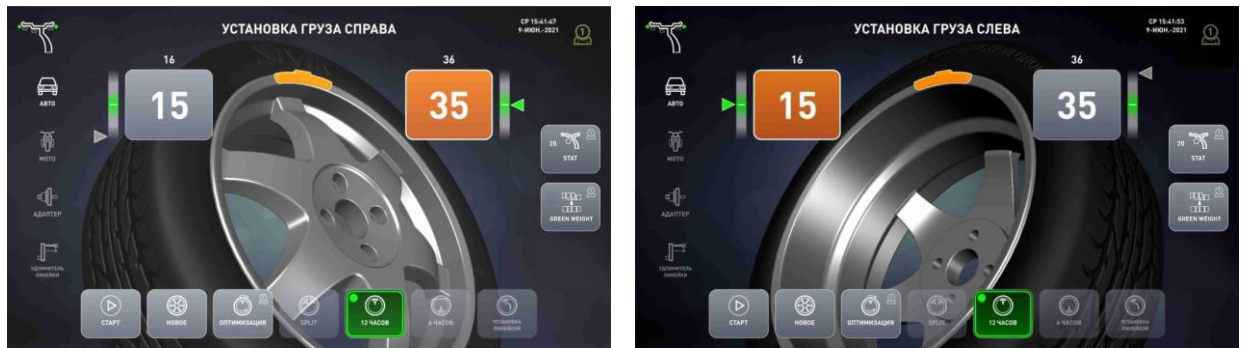 УСТАНОВКА ГРУЗА СПРАВА
СР 15:41:47
9-ИЮН.-2021
1
16
36
АВТО
15
35
МОТО
20
STAT
АДАПТЕР
GREEN WEIGHT
УДЛИНИТЕЛЬ
ЛИНЕЙКИ
СТАРТ
НОВОЕ
ОПТИМИЗАЦИЯ
SPLIT
12 ЧАСОВ
6 ЧАСОВ
УСТАНОВКА
ЛИНЕЙКОЙ
УСТАНОВКА ГРУЗА СЛЕВА
СР 15:41:53
9-ИЮН.-2021
1
16
36
АВТО
15
35
МОТО
20
STAT
АДАПТЕР
GREEN WEIGHT
УДЛИНИТЕЛЬ
ЛИНЕЙКИ
СТАРТ
НОВОЕ
ОПТИМИЗАЦИЯ
SPLIT
12 ЧАСОВ
6 ЧАСОВ
УСТАНОВКА
ЛИНЕЙКОЙ